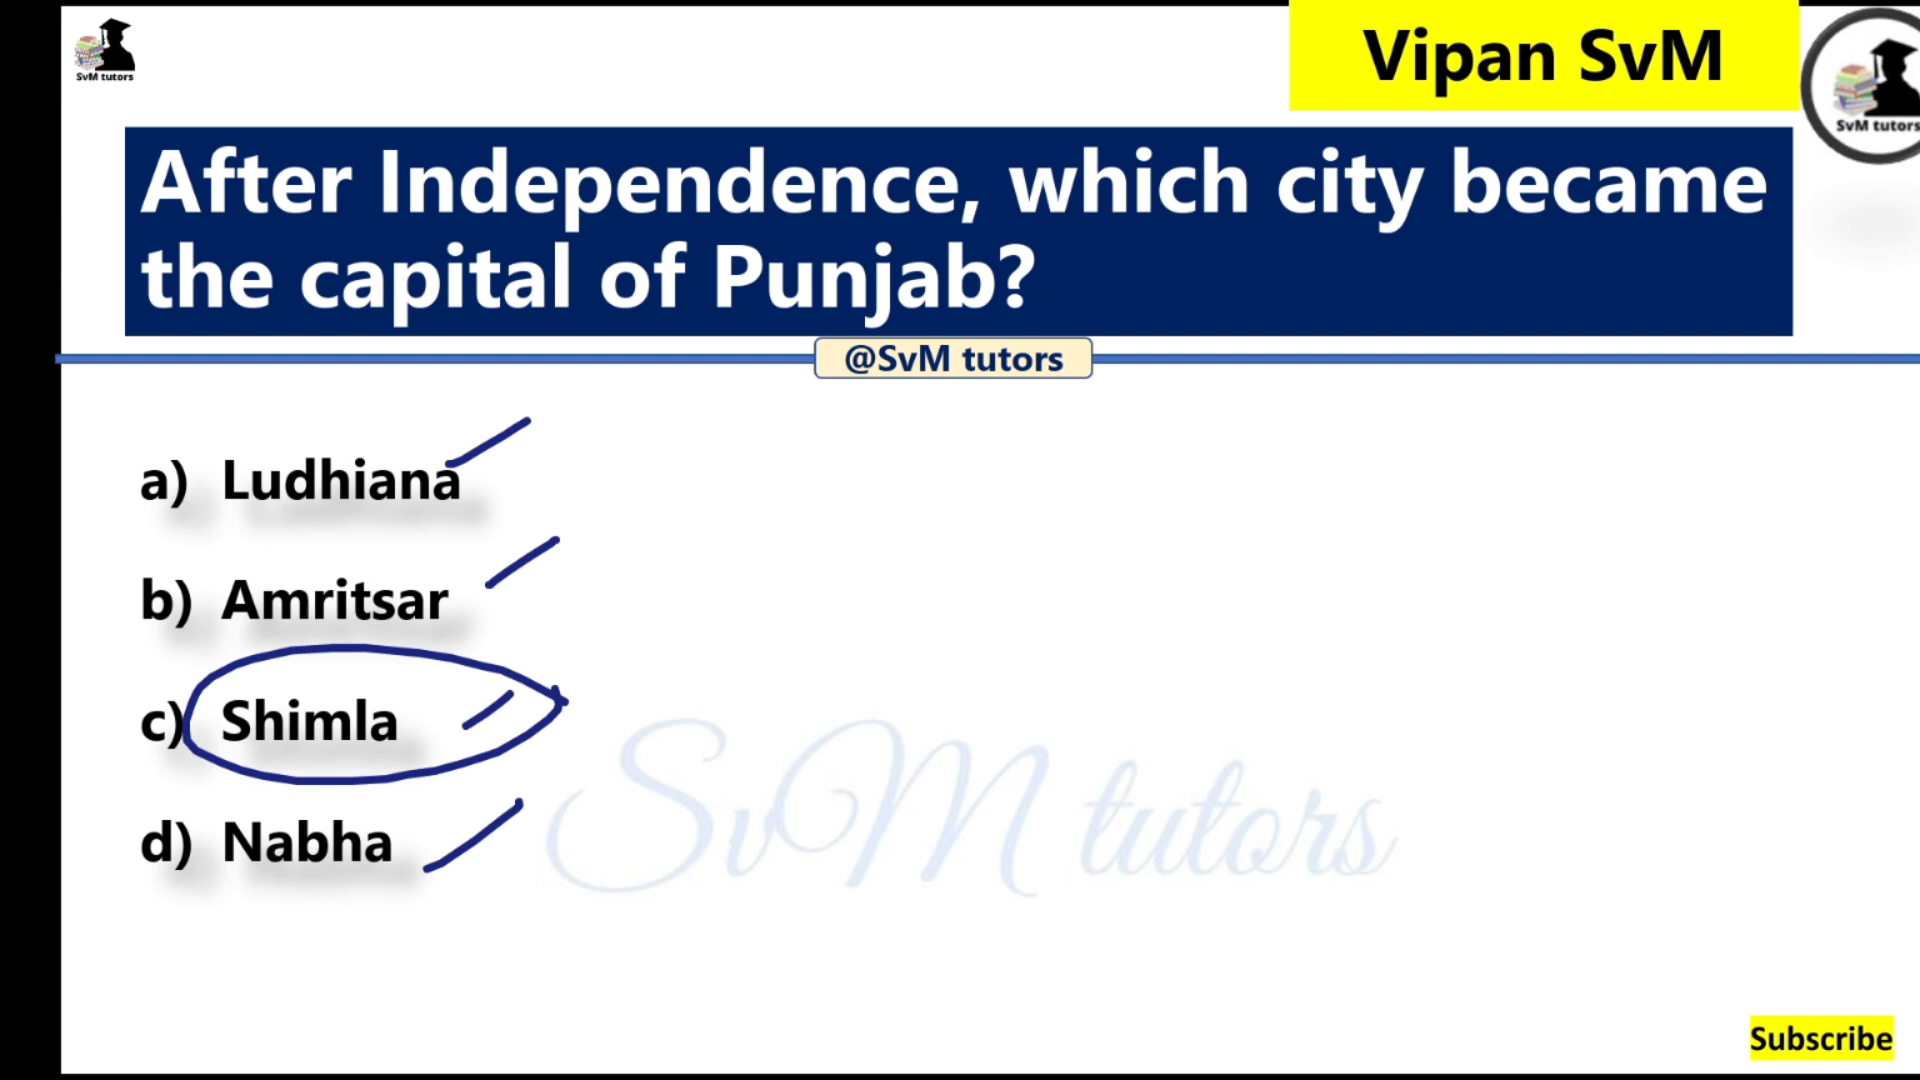 SvM tutors
Vipan SvM
SvM tutors
After Independence, which city became
the capital of Punjab?
@SvM tutors
a) Ludhiana
b) Amritsar
c) Shimla
d) Nabha
SvM tutors
Subscribe